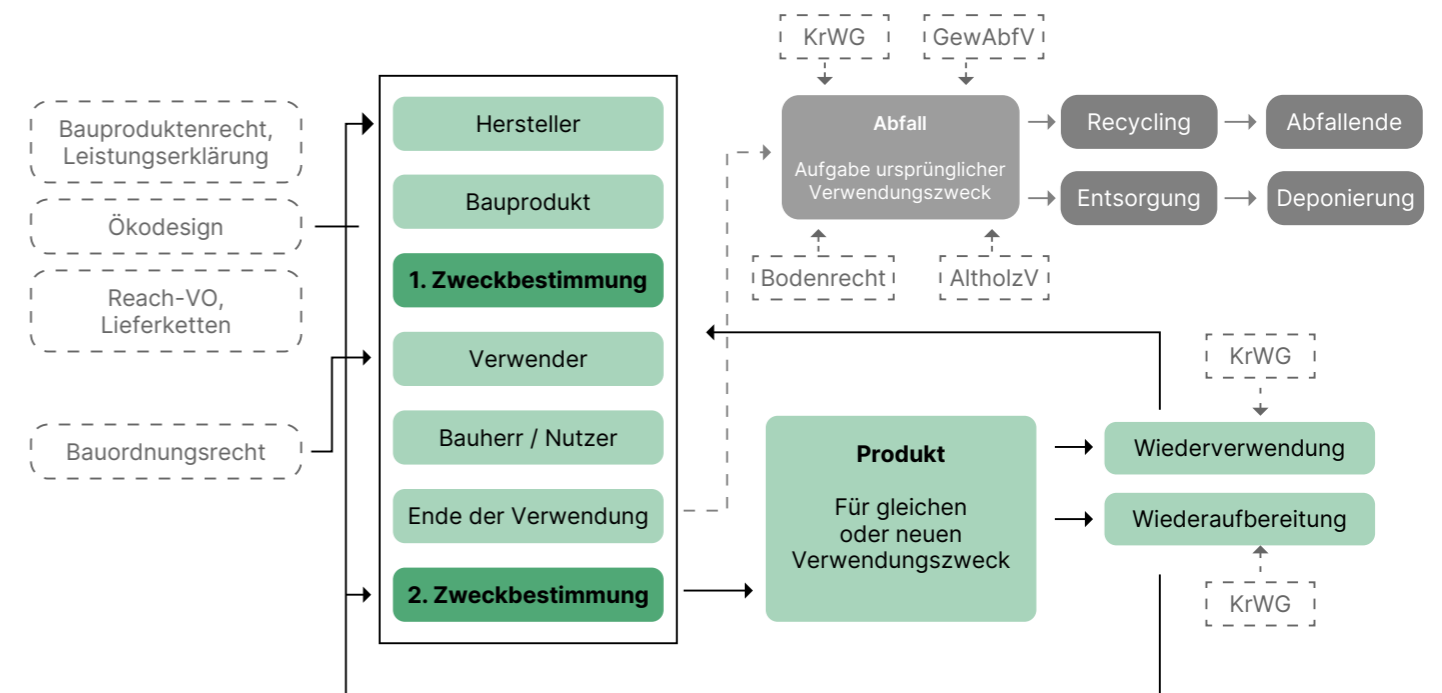 KrWG
GewAbfV
Bauproduktenrecht,
Leistungserklärung
Ökodesign
Reach-VO,
Lieferketten
Bauordnungsrecht
Hersteller
Bauprodukt
1. Zweckbestimmung
Verwender
Bauherr / Nutzer
Ende der Verwendung
2. Zweckbestimmung
Abfall
Aufgabe ursprünglicher
Verwendungszweck
Recycling
Abfallende
Entsorgung
Deponierung
Bodenrecht
AltholzV
Produkt
Für gleichen
oder neuen
Verwendungszweck
KrWG
Wiederverwendung
Wiederaufbereitung
KrWG